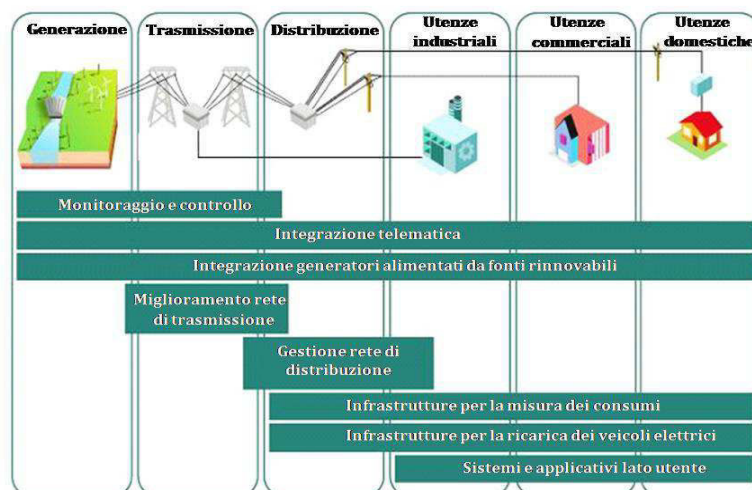 Generazione
Trasmissione
Distribuzione
Utenze
industriali
Utenze
commerciali
Utenze
domestiche
Monitoraggio e controllo
Integrazione telematica
Integrazione generatori alimentati da fonti rinnovabili
Miglioramento rete
di trasmissione
Gestione rete di
distribuzione
Infrastrutture per la misura dei consumi
Infrastrutture per la ricarica dei veicoli elettrici
Sistemi e applicativi lato utente